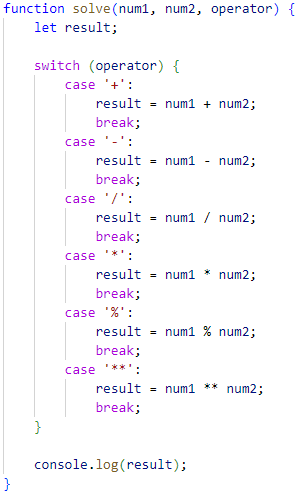 function solve(num1, num2, operator) {
    let result;

    switch (operator) {
        case '+':
            result = num1 + num2;
            break;
        case '-':
            result = num1 - num2;
            break;
        case '/':
            result = num1 / num2;
            break;
        case '*':
            result = num1 * num2;
            break;
        case '%':
            result = num1 % num2;
            break;
        case '**':
            result = num1 ** num2;
            break;
    }

    console.log(result);
}